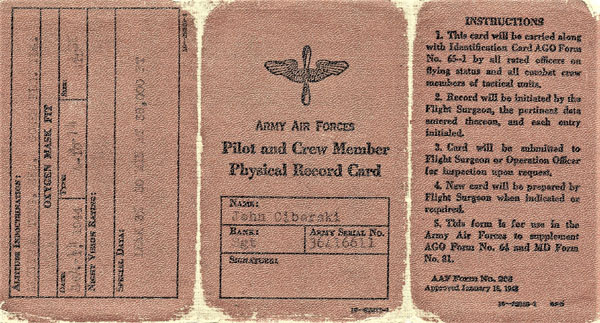 ALTITUDE INDOCTRINATION:
OXYGEN MASK FIT
DATE:
TYPE:
SIZE:
1944
NIGHT VISION RATING:
SPECIAL DATA:
ARMY AIR FORCES
Pilot and Crew Member
Physical Record Card
NAME:
John Ciborski
RANK:
ARMY SERIAL NO.
Sgt
36416611
SIGNATURE:
INSTRUCTIONS
1. This card will be carried along
with Identification Card AGO Form
No. 65-1 by all rated officers on
flying status and all combat crew
members of tactical units.
2. Record will be initiated by the
Flight Surgeon, the pertinent data
entered thereon, and each entry
initialed.
3. Card will be submitted to
Flight Surgeon or Operation Officer
for inspection upon request.
4. New card will be prepared by
Flight Surgeon when indicated or
required.
5. This form is for use in the
Army Air Forces to supplement
AGO Form No. 64 and MD Form
No. 81.
AAF Form No. 206
Approved January 18, 1943